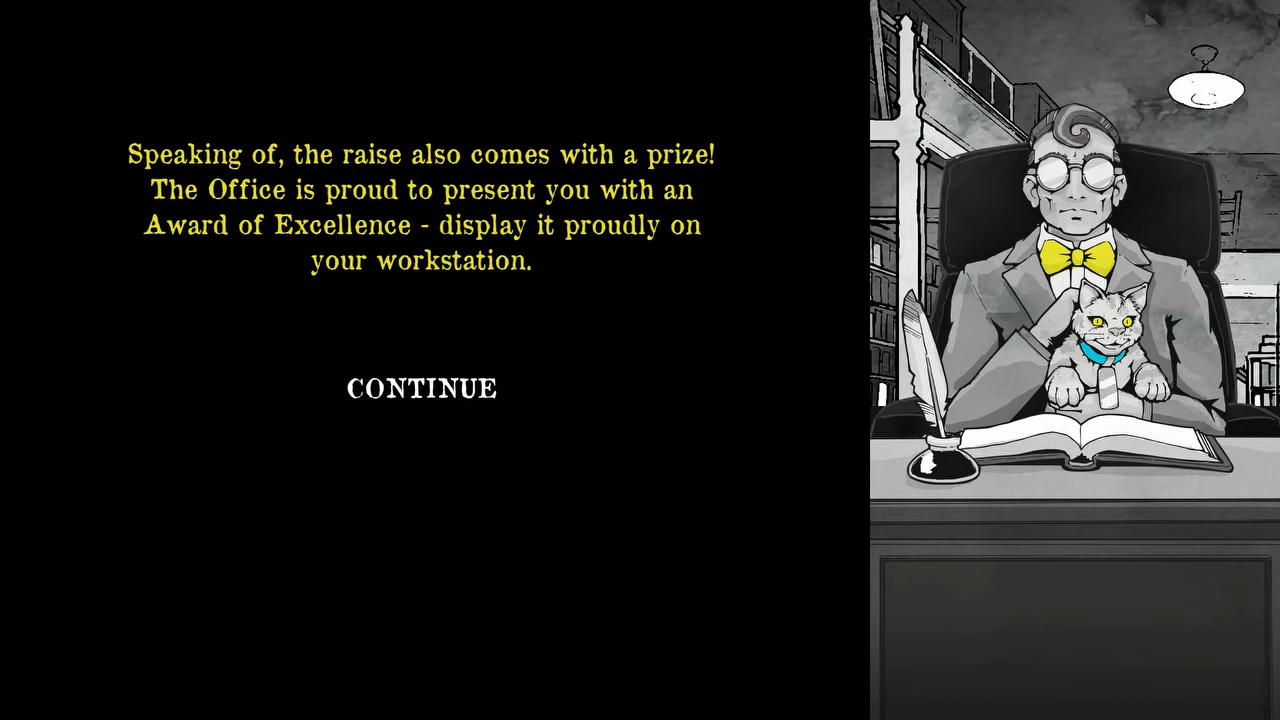 Speaking of, the raise also comes with a prize!
The Office is proud to present you with an
Award of Excellence - display it proudly on
your workstation.
CONTINUE